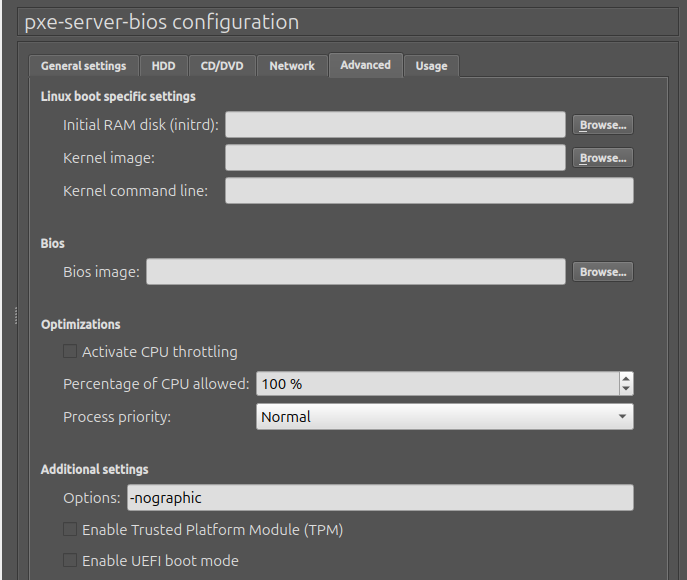 pxe-server-bios configuration
General settings HDD CD/DVD Network Advanced Usage
Linux boot specific settings
Initial RAM disk (initrd): Browse...
Kernel image: Browse...
Kernel command line:
Bios
Bios image: Browse...
Optimizations
Activate CPU throttling
Percentage of CPU allowed: 100 %
Process priority: Normal
Additional settings
Options: -nographic
Enable Trusted Platform Module (TPM)
Enable UEFI boot mode